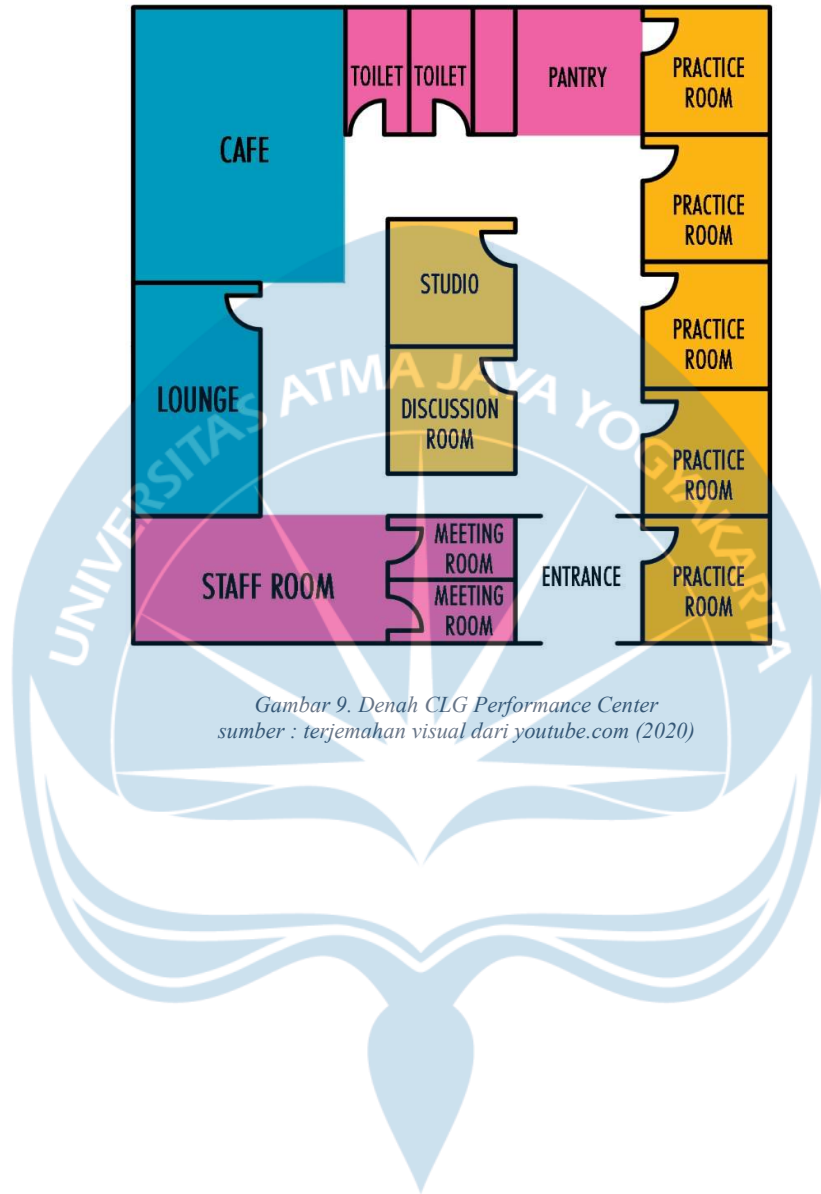 TOILET TOILET PANTRY PRACTICE
ROOM
CAFE
PRACTICE
ROOM
STUDIO
PRACTICE
ROOM
LOUNGE
DISCUSSION
ROOM
PRACTICE
ROOM
STAFF ROOM
MEETING
ROOM
MEETING
ROOM
ENTRANCE
PRACTICE
ROOM
UNIVERSITAS ATMA JAYA YOGYAKARTA
Gambar 9. Denah CLG Performance Center
sumber : terjemahan visual dari youtube.com (2020)